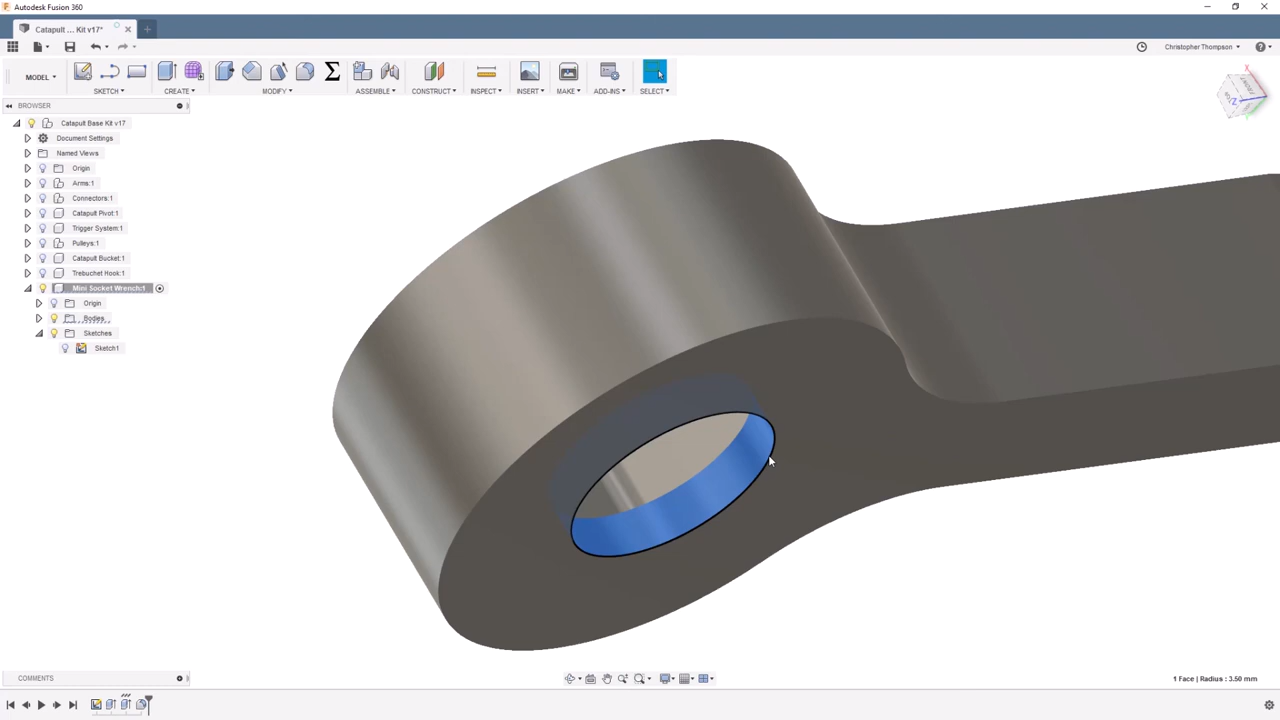 Autodesk Fusion 360
Catapult ... Kit v17*
Christopher Thompson
MODEL
SKETCH
CREATE
MODIFY
ASSEMBLE
CONSTRUCT
INSPECT
INSERT
MAKE
ADD-INS
SELECT
BROWSER
Catapult Base Kit v17
Document Settings
Named Views
Origin
Arms:1
Connectors:1
Catapult Pivot:1
Trigger System:1
Pulleys:1
Catapult Bucket:1
Trebuchet Hook:1
Mini Socket Wrench:1
Origin
Bodies
Sketches
Sketch1
X
Z
COMMENTS
1 Face | Radius : 3.50 mm